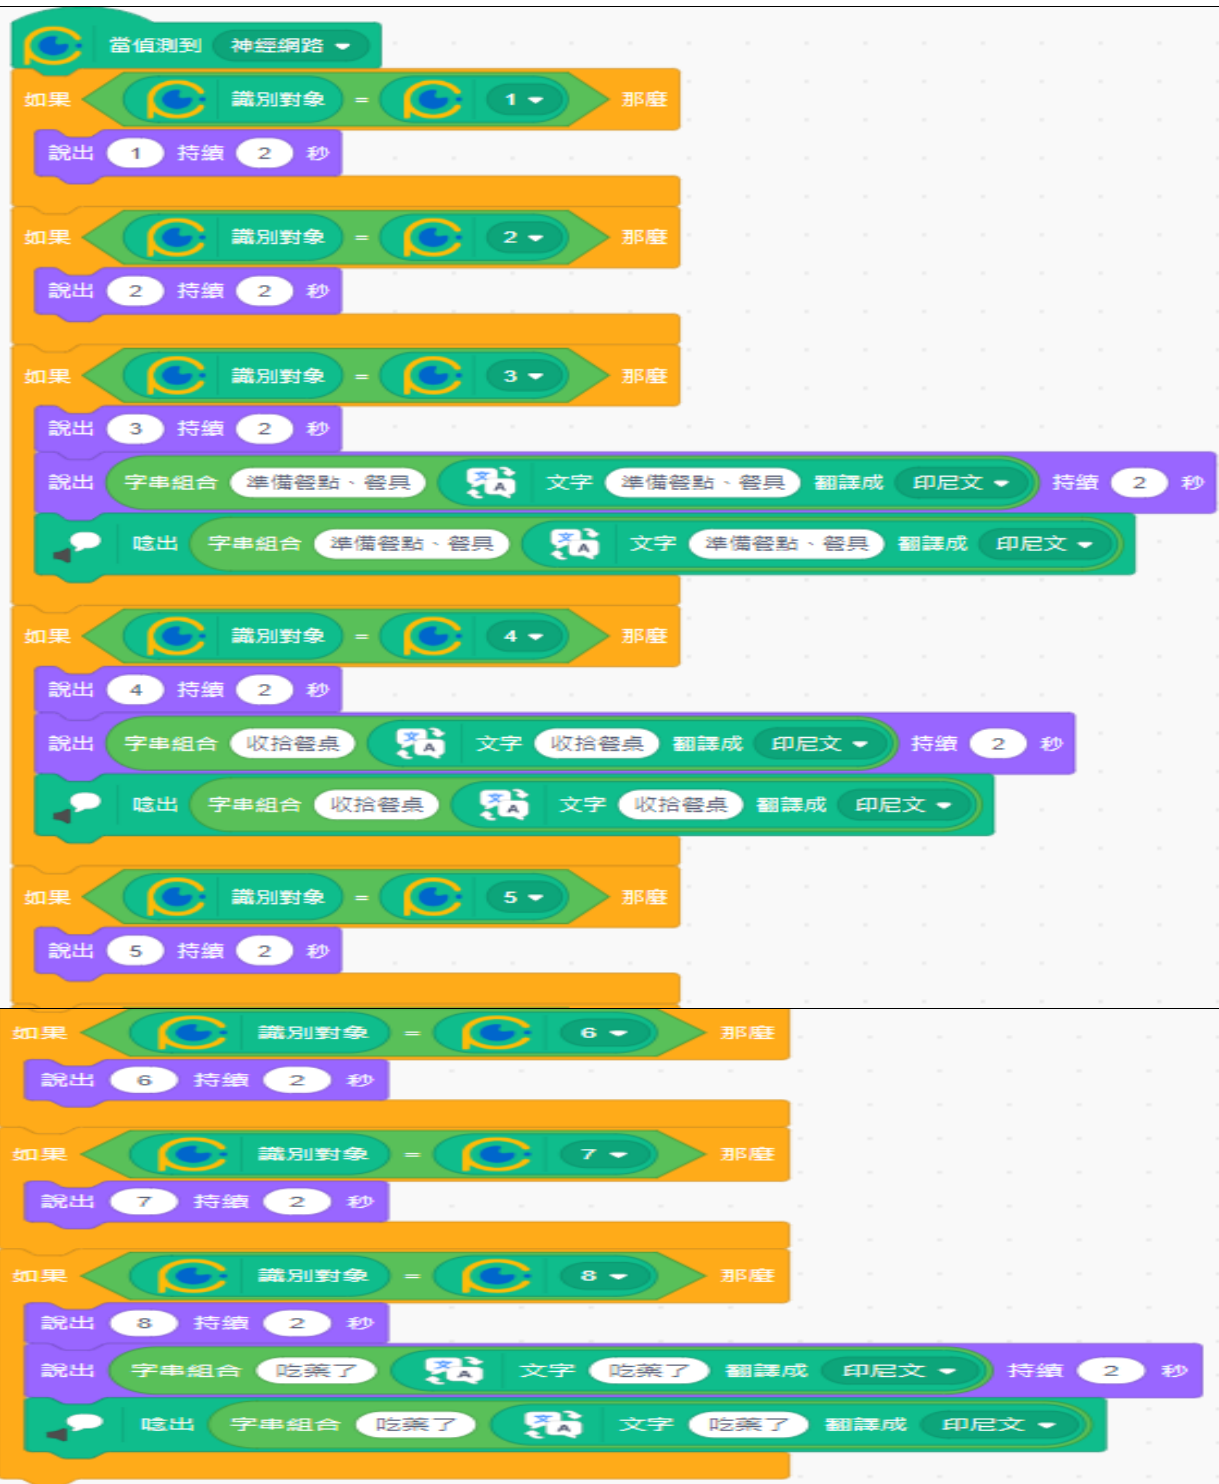 當偵測到 神經網路
如果 識別對象 = 1 那麼
說出 1 持續 2 秒
如果 識別對象 = 2 那麼
說出 2 持續 2 秒
如果 識別對象 = 3 那麼
說出 3 持續 2 秒
說出 字串組合 準備餐點、餐具 文字 準備餐點、餐具 翻譯成 印尼文 持續 2 秒
唸出 字串組合 準備餐點、餐具 文字 準備餐點、餐具 翻譯成 印尼文
如果 識別對象 = 4 那麼
說出 4 持續 2 秒
說出 字串組合 收拾餐桌 文字 收拾餐桌 翻譯成 印尼文 持續 2 秒
唸出 字串組合 收拾餐桌 文字 收拾餐桌 翻譯成 印尼文
如果 識別對象 = 5 那麼
說出 5 持續 2 秒
如果 識別對象 = 6 那麼
說出 6 持續 2 秒
如果 識別對象 = 7 那麼
說出 7 持續 2 秒
如果 識別對象 = 8 那麼
說出 8 持續 2 秒
說出 字串組合 吃藥了 文字 吃藥了 翻譯成 印尼文 持續 2 秒
唸出 字串組合 吃藥了 文字 吃藥了 翻譯成 印尼文